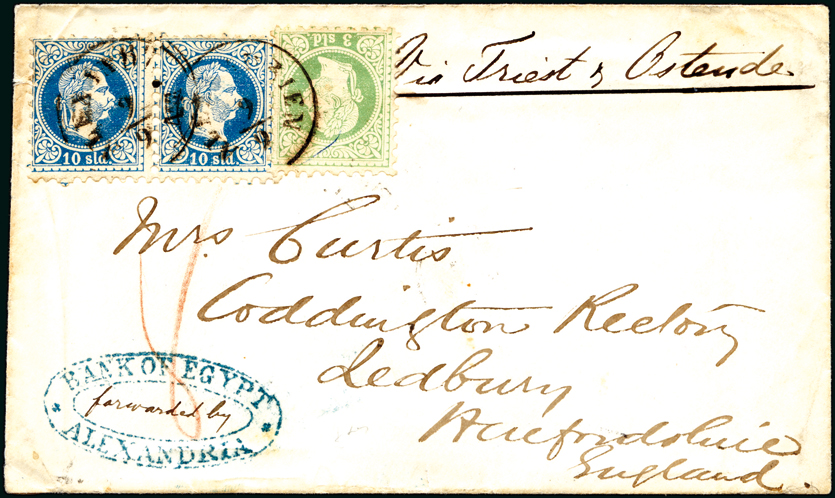 10 sld.
10 sld.
3 sld
Via Triest & Ostende
Mrs. Curtis
Coddington Rectory
Ledbury
Herefordshire
England.
BANK OF EGYPT
forwarded by
ALEXANDRIA